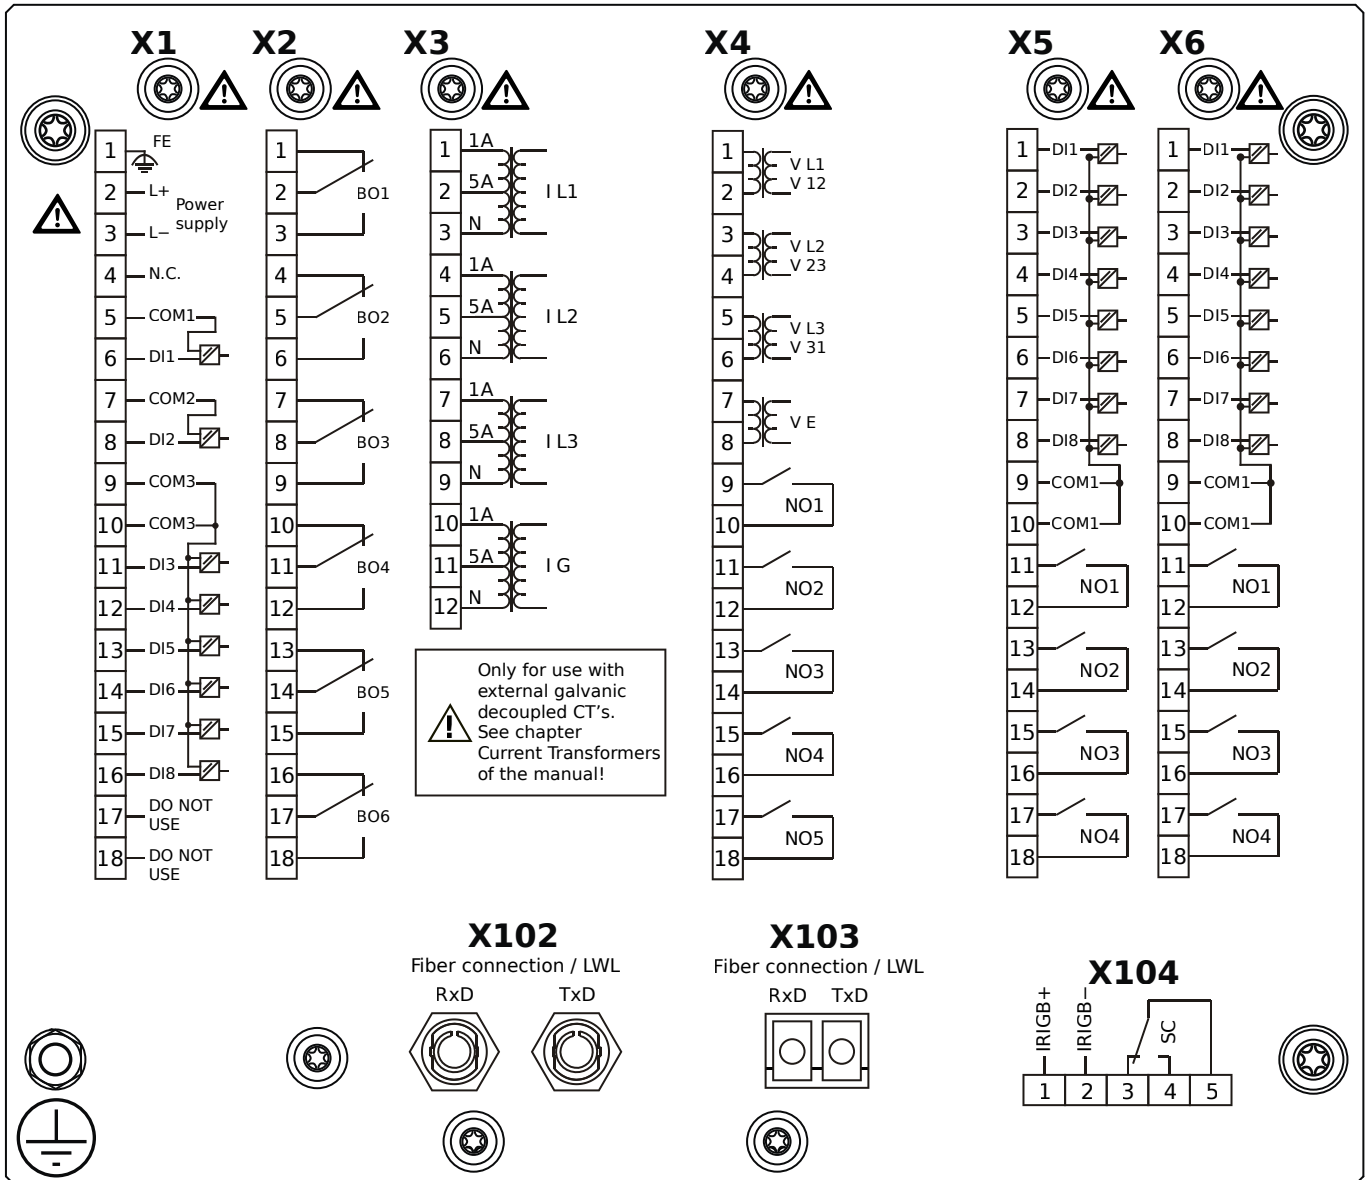 X1
X2
X3
X4
X5
X6
1 FE
2 L+
Power
supply
3 L−
4 N.C.
5 COM1
6 DI1
7 COM2
8 DI2
9 COM3
10 COM3
11 DI3
12 DI4
13 DI5
14 DI6
15 DI7
16 DI8
17 DO NOT
USE
18 DO NOT
USE
1
2 BO1
3
4
5 BO2
6
7
8 BO3
9
10
11 BO4
12
13
14 BO5
15
16
17 BO6
18
1 1A
2 5A I L1
3 N
4 1A
5 5A I L2
6 N
7 1A
8 5A I L3
9 N
10 1A
11 5A I G
12 N
Only for use with
external galvanic
decoupled CT's.
See chapter
Current Transformers
of the manual!
1 V L1
2 V 12
3 V L2
4 V 23
5 V L3
6 V 31
7 V E
8
9
NO1
10
11
NO2
12
13
NO3
14
15
NO4
16
17
NO5
18
1 DI1
2 DI2
3 DI3
4 DI4
5 DI5
6 DI6
7 DI7
8 DI8
9 COM1
10 COM1
11
NO1
12
13
NO2
14
15
NO3
16
17
NO4
18
1 DI1
2 DI2
3 DI3
4 DI4
5 DI5
6 DI6
7 DI7
8 DI8
9 COM1
10 COM1
11
NO1
12
13
NO2
14
15
NO3
16
17
NO4
18
X102
Fiber connection / LWL
RxD TxD
X103
Fiber connection / LWL
RxD TxD
X104
IRIGB+
IRIGB−
SC
1 2 3 4 5